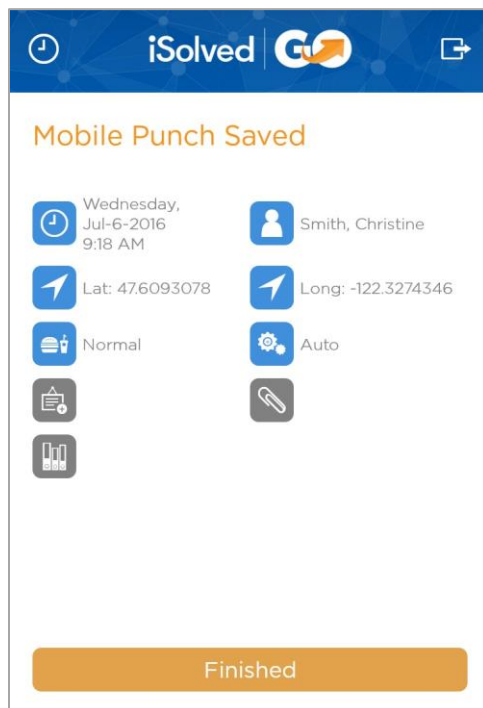 iSolved GO
Mobile Punch Saved
Wednesday,
Jul-6-2016
9:18 AM
Smith, Christine
Lat: 47.6093078
Long: -122.3274346
Normal
Auto
Finished